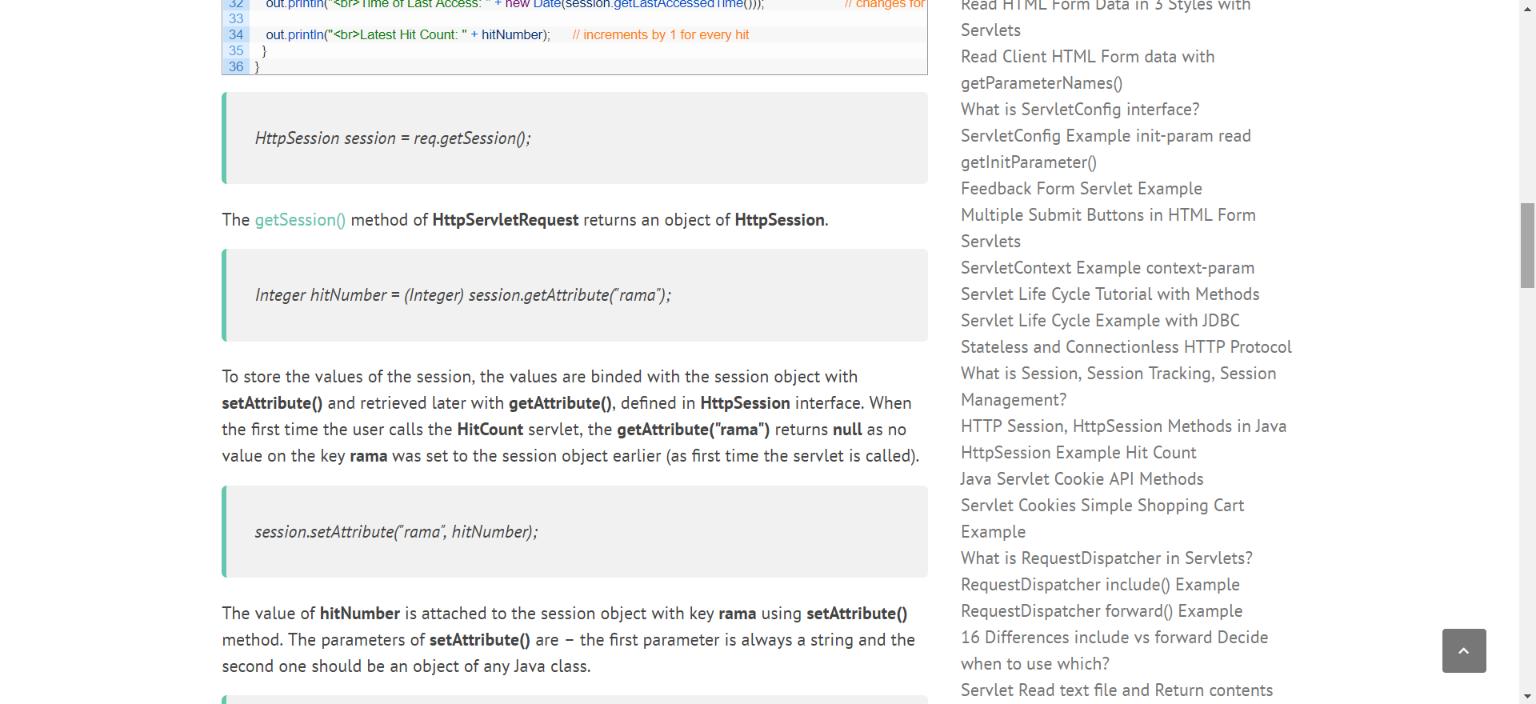 32 out.println("<br>Time of Last Access: " + new Date(session.getLastAccessedTime())); // changes for
33
34 out.println("<br>Latest Hit Count: " + hitNumber); // increments by 1 for every hit
35 }
36 }
HttpSession session = req.getSession();
The getSession() method of HttpServletRequest returns an object of HttpSession.
Integer hitNumber = (Integer) session.getAttribute("rama");
To store the values of the session, the values are binded with the session object with
setAttribute() and retrieved later with getAttribute(), defined in HttpSession interface. When
the first time the user calls the HitCount servlet, the getAttribute("rama") returns null as no
value on the key rama was set to the session object earlier (as first time the servlet is called).
session.setAttribute("rama", hitNumber);
The value of hitNumber is attached to the session object with key rama using setAttribute()
method. The parameters of setAttribute() are – the first parameter is always a string and the
second one should be an object of any Java class.
Read HTML Form Data in 3 Styles with
Servlets
Read Client HTML Form data with
getParameterNames()
What is ServletConfig interface?
ServletConfig Example init-param read
getInitParameter()
Feedback Form Servlet Example
Multiple Submit Buttons in HTML Form
Servlets
ServletContext Example context-param
Servlet Life Cycle Tutorial with Methods
Servlet Life Cycle Example with JDBC
Stateless and Connectionless HTTP Protocol
What is Session, Session Tracking, Session
Management?
HTTP Session, HttpSession Methods in Java
HttpSession Example Hit Count
Java Servlet Cookie API Methods
Servlet Cookies Simple Shopping Cart
Example
What is RequestDispatcher in Servlets?
RequestDispatcher include() Example
RequestDispatcher forward() Example
16 Differences include vs forward Decide
when to use which?
Servlet Read text file and Return contents